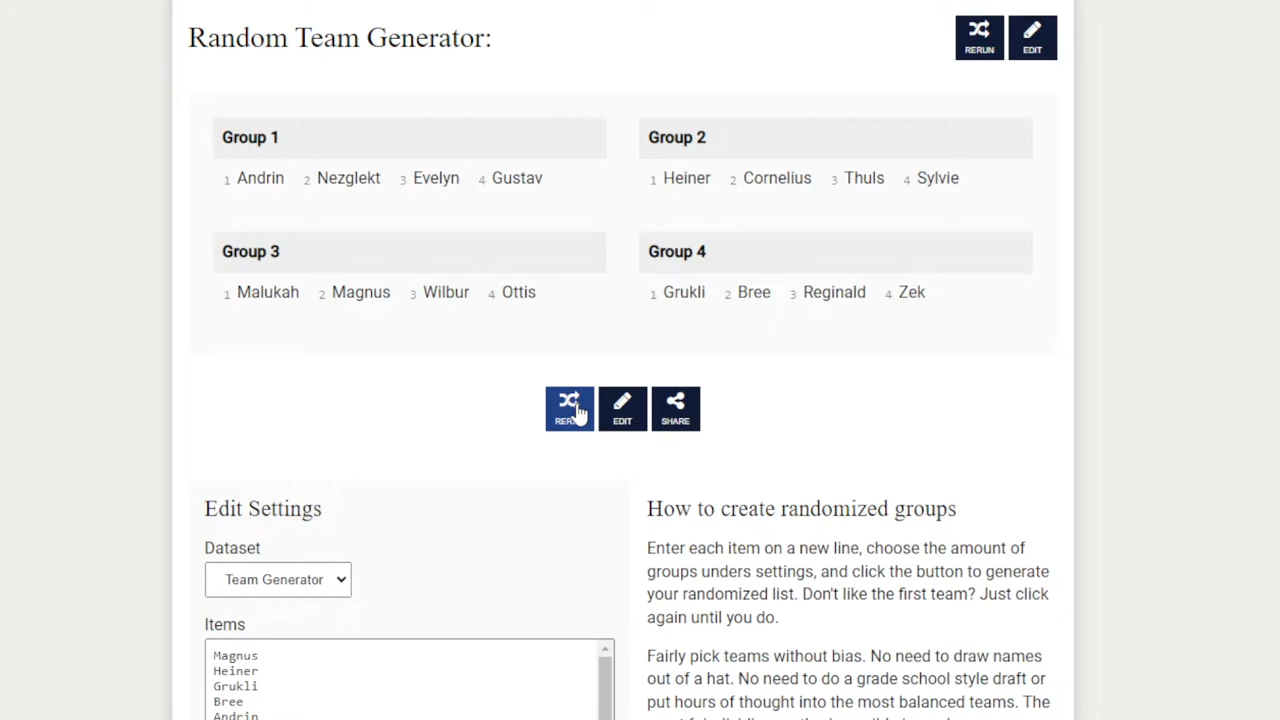 Random Team Generator:
RERUN
EDIT
Group 1
1 Andrin 2 Nezglekt 3 Evelyn 4 Gustav
Group 2
1 Heiner 2 Cornelius 3 Thuls 4 Sylvie
Group 3
1 Malukah 2 Magnus 3 Wilbur 4 Ottis
Group 4
1 Grukli 2 Bree 3 Reginald 4 Zek
EDIT
SHARE
Edit Settings
Dataset
Team Generator
Items
Magnus
Heiner
Grukli
Bree
Andrin
How to create randomized groups
Enter each item on a new line, choose the amount of
groups unders settings, and click the button to generate
your randomized list. Don't like the first team? Just click
again until you do.
Fairly pick teams without bias. No need to draw names
out of a hat. No need to do a grade school style draft or
put hours of thought into the most balanced teams. The